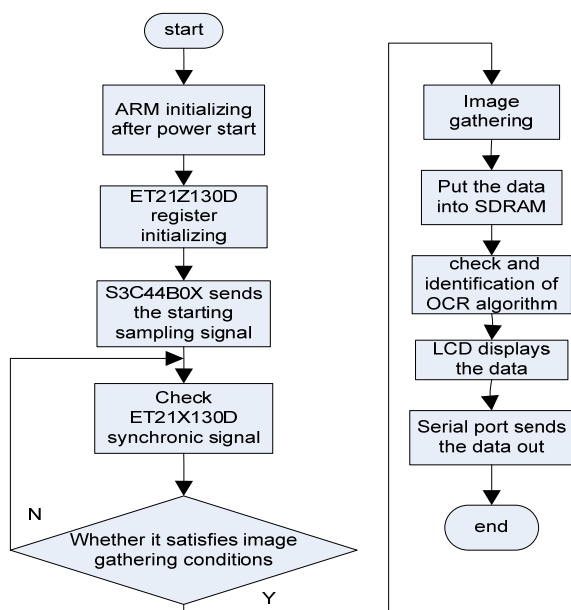 start
ARM initializing
after power start
ET21Z130D
register
initializing
S3C44B0X sends
the starting
sampling signal
Check
ET21X130D
synchronic signal
N
Whether it satisfies image
gathering conditions
Y
Image
gathering
Put the data
into SDRAM
check and
identification of
OCR algorithm
LCD displays
the data
Serial port sends
the data out
end